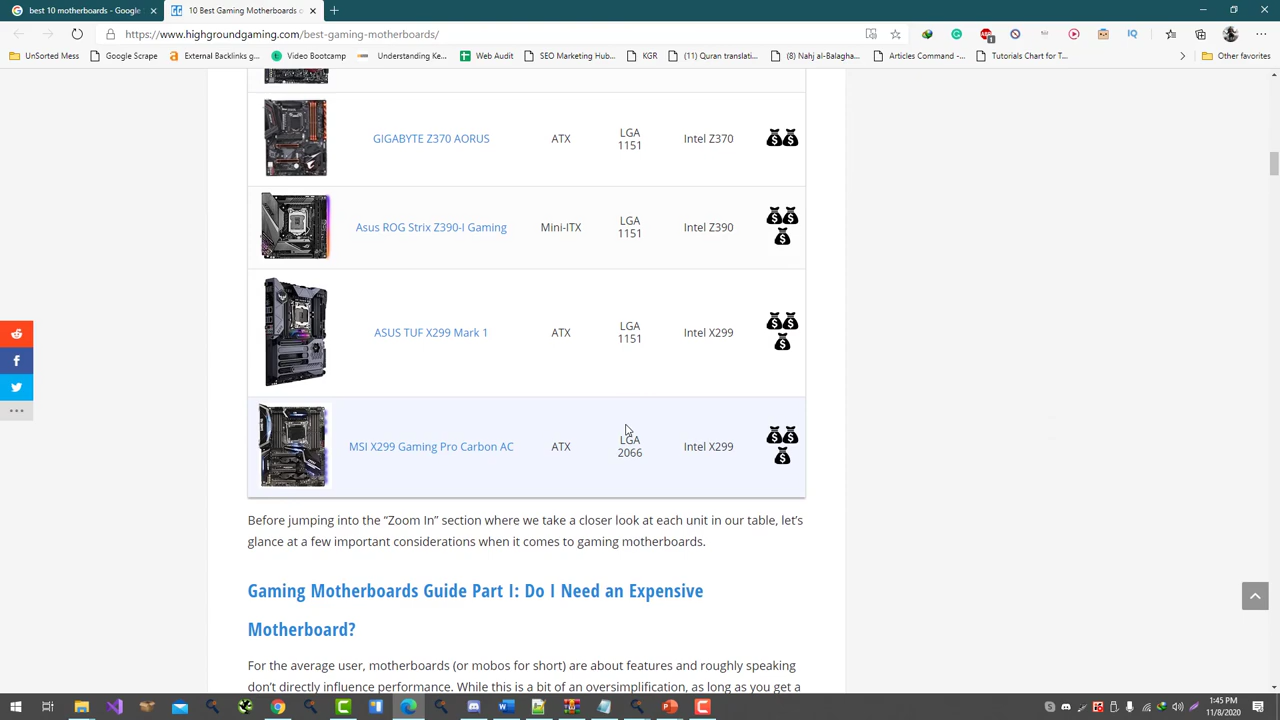 best 10 motherboards - Google
10 Best Gaming Motherboards o
https://www.highgroundgaming.com/best-gaming-motherboards/
UnSorted Mess
Google Scrape
External Backlinks g...
Video Bootcamp
Understanding Ke...
Web Audit
SEO Marketing Hub...
KGR
(11) Quran translati...
(8) Nahj al-Balagha...
Articles Command -...
Tutorials Chart for T...
Other favorites
GIGABYTE Z370 AORUS
ATX
LGA
1151
Intel Z370
Asus ROG Strix Z390-I Gaming
Mini-ITX
LGA
1151
Intel Z390
ASUS TUF X299 Mark 1
ATX
LGA
1151
Intel X299
MSI X299 Gaming Pro Carbon AC
ATX
LGA
2066
Intel X299
Before jumping into the “Zoom In” section where we take a closer look at each unit in our table, let’s
glance at a few important considerations when it comes to gaming motherboards.
Gaming Motherboards Guide Part I: Do I Need an Expensive
Motherboard?
For the average user, motherboards (or mobos for short) are about features and roughly speaking
don’t directly influence performance. While this is a bit of an oversimplification, as long as you get a
1:45 PM
11/8/2020